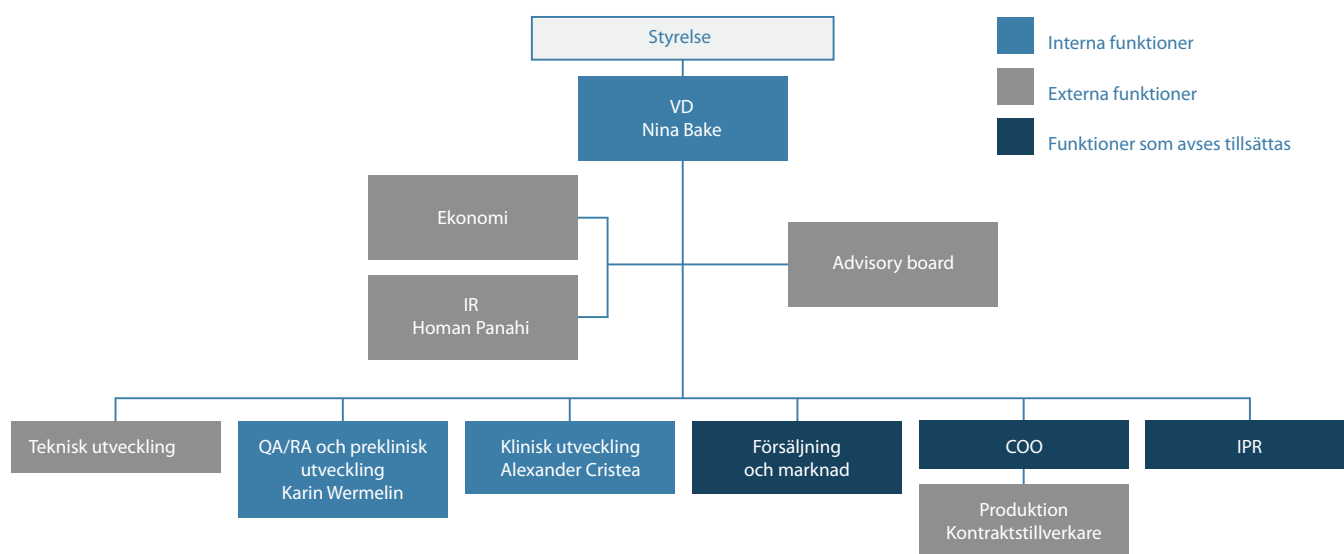 Styrelse
VD
Nina Bake
Interna funktioner
Externa funktioner
Funktioner som avses tillsättas
Ekonomi
IR
Homan Panahi
Advisory board
Teknisk utveckling
QA/RA och preklinisk
utveckling
Karin Wermelin
Klinisk utveckling
Alexander Cristea
Försäljning
och marknad
COO
IPR
Produktion
Kontraktstillverkare